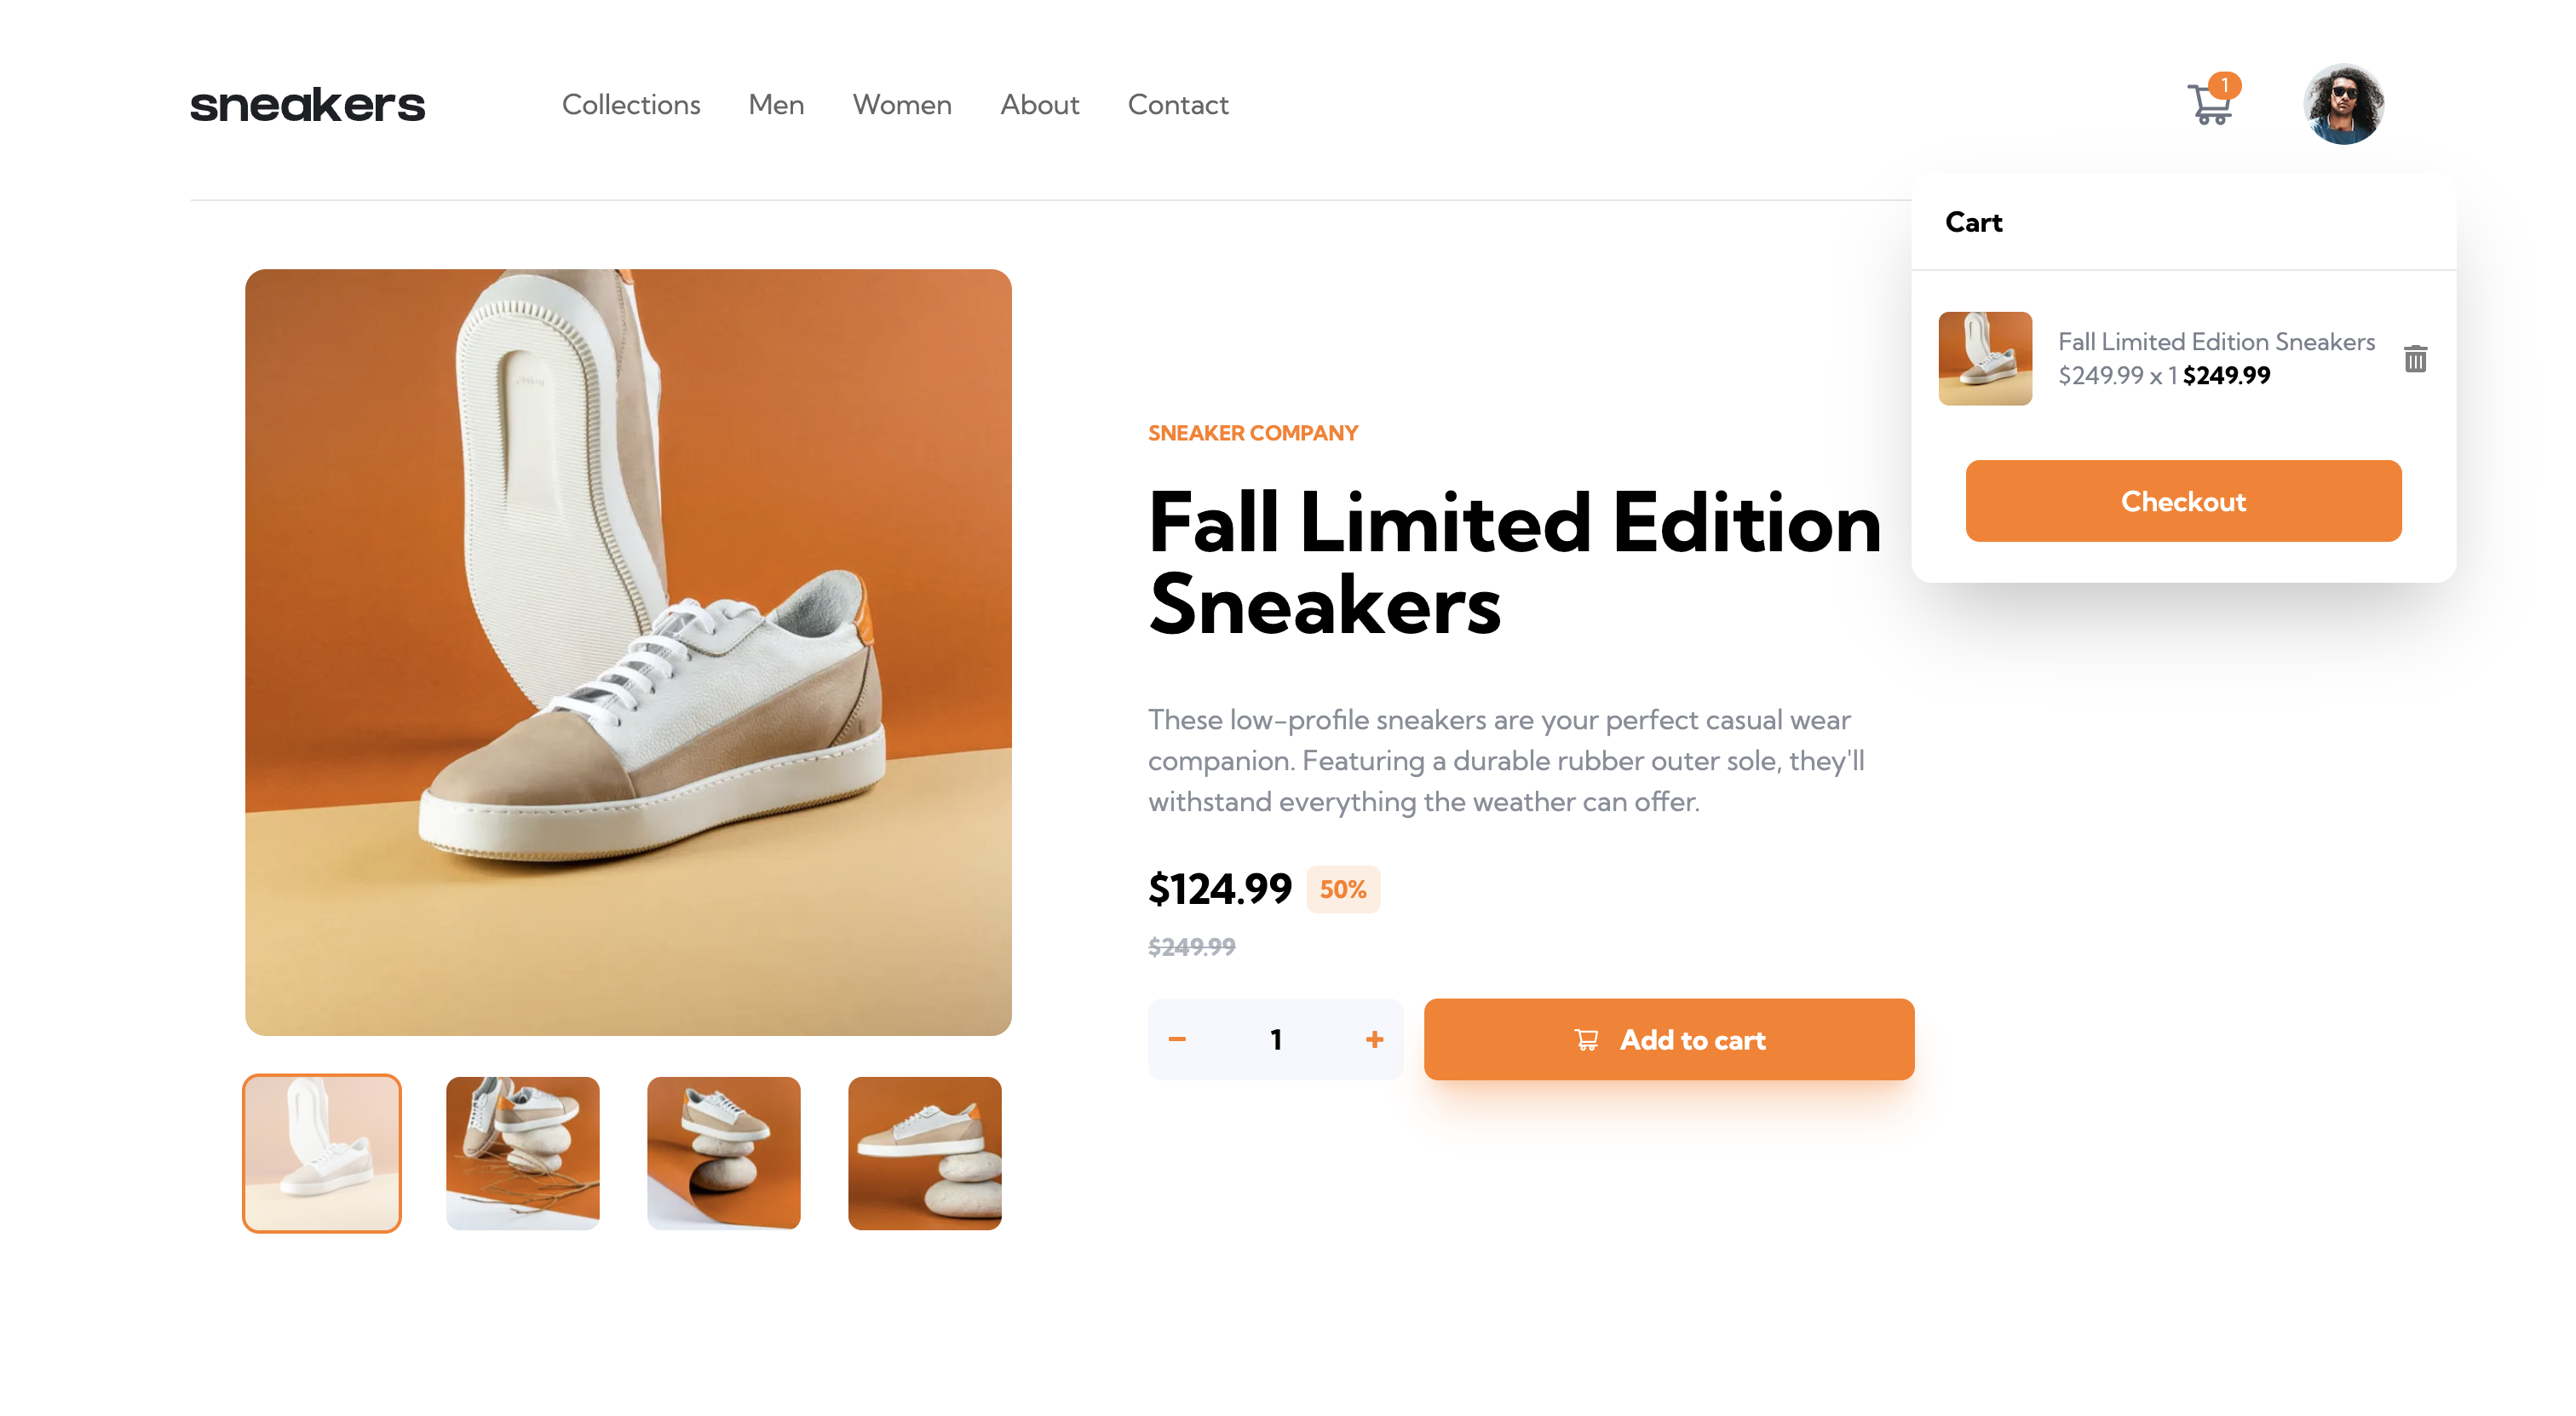 sneakers
Collections Men Women About Contact
1
Cart
Fall Limited Edition Sneakers
$249.99 x 1 $249.99
Checkout
SNEAKER COMPANY
Fall Limited Edition
Sneakers
These low-profile sneakers are your perfect casual wear
companion. Featuring a durable rubber outer sole, they'll
withstand everything the weather can offer.
$124.99 50%
$249.99
− 1 +
Add to cart